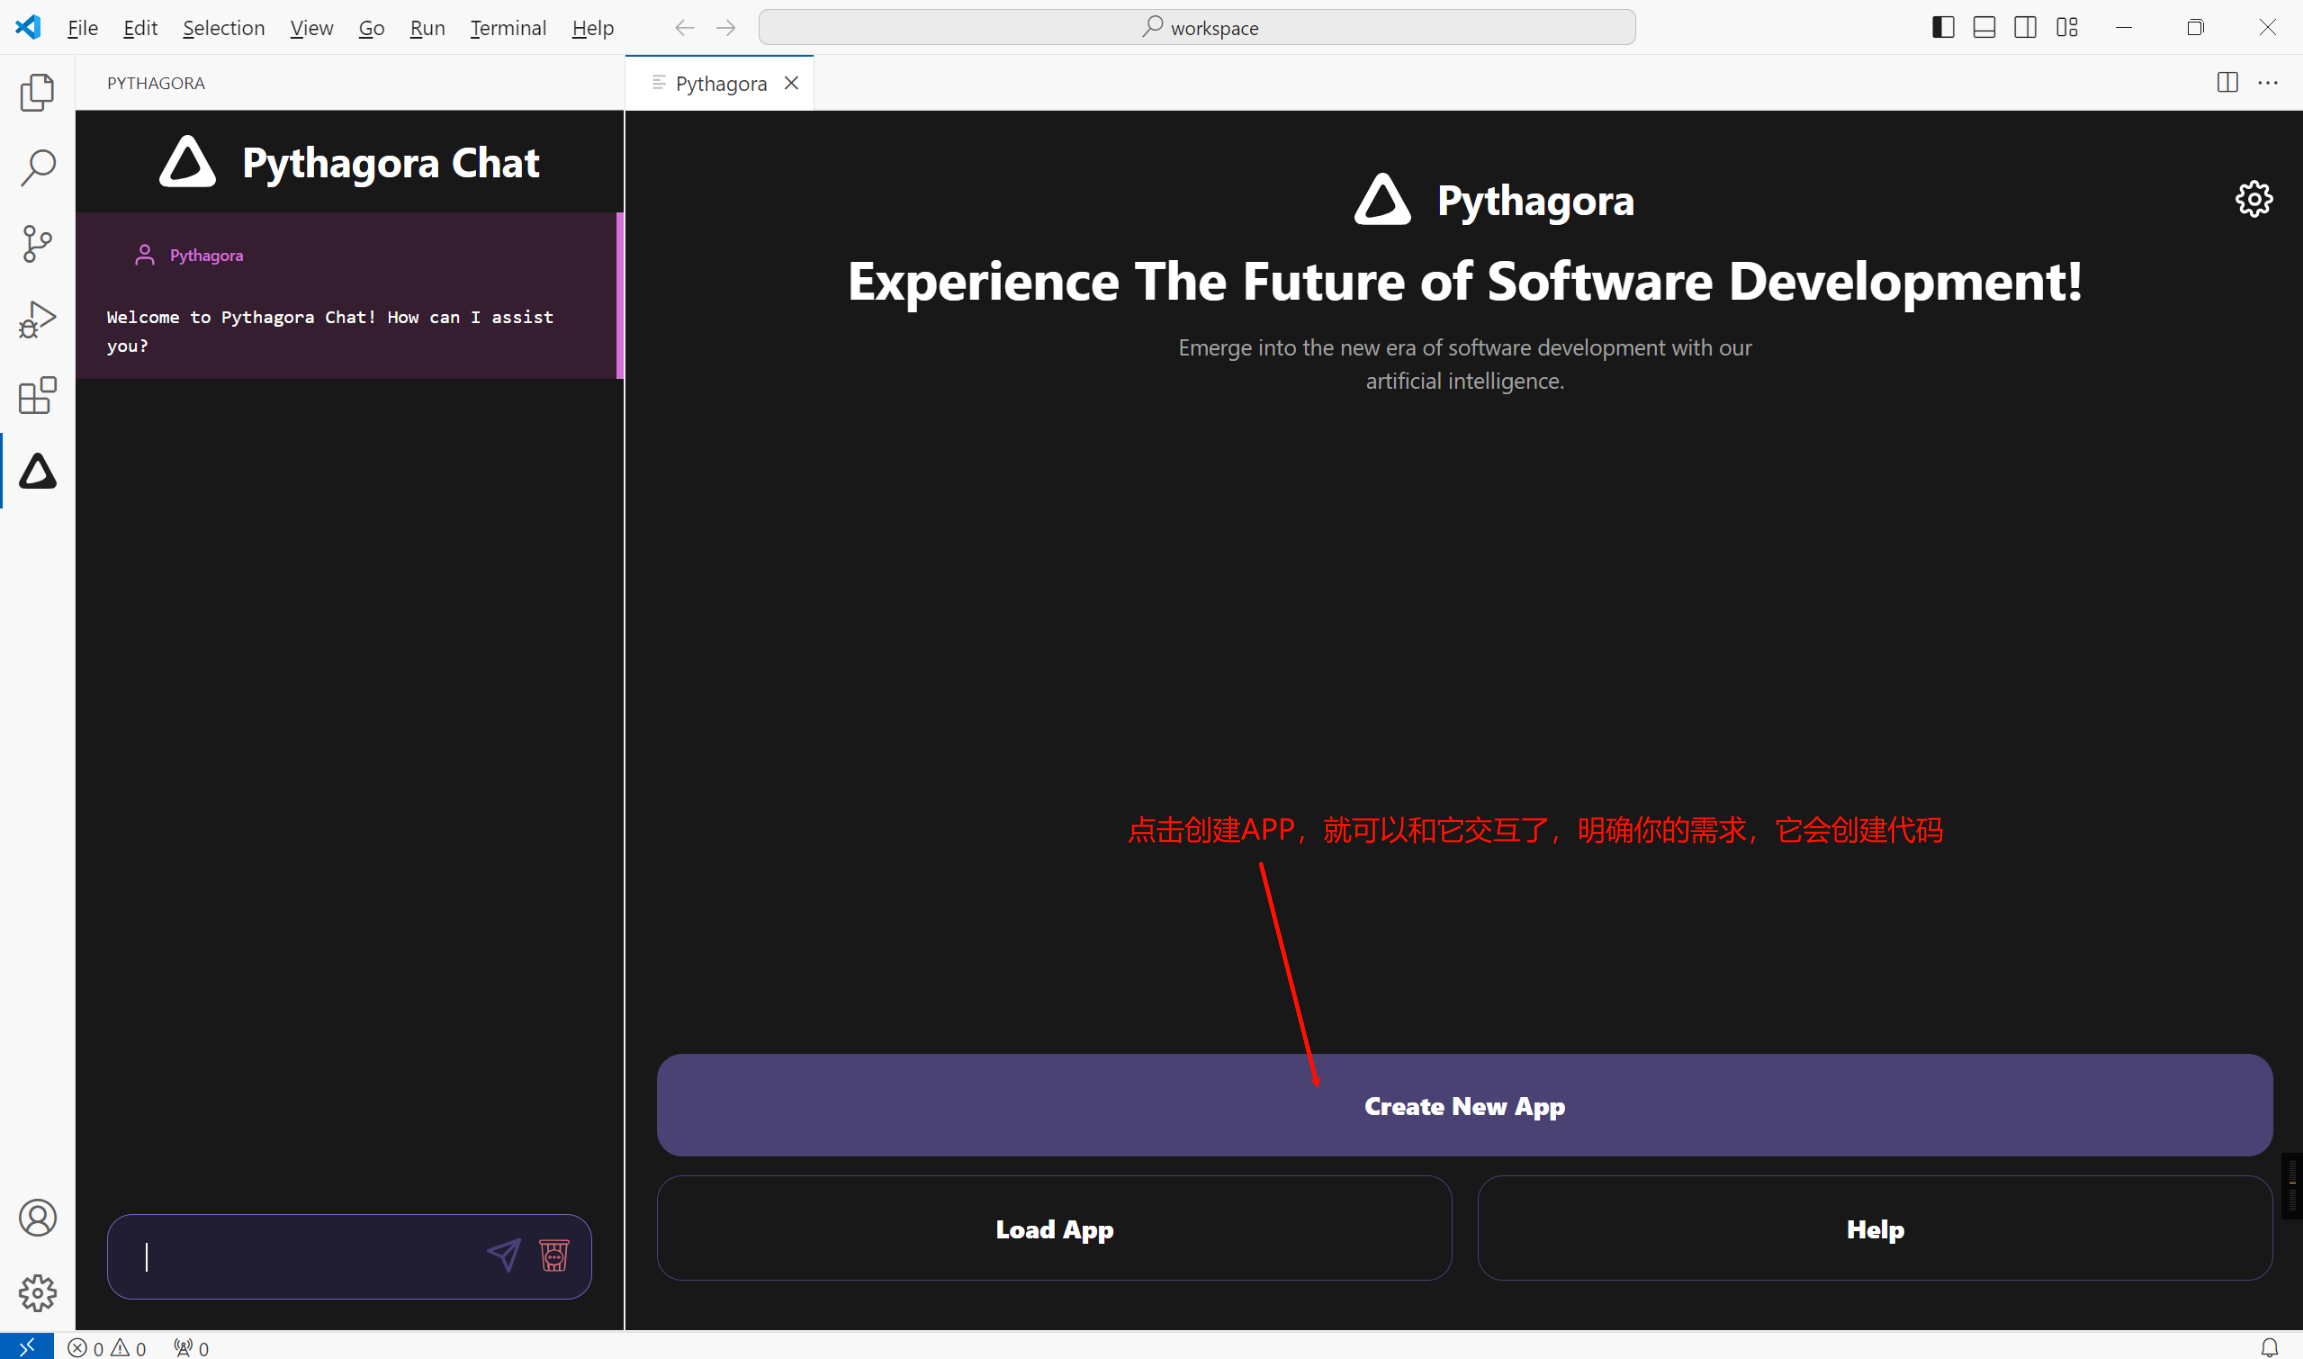 File Edit Selection View Go Run Terminal Help
workspace
PYTHAGORA
Pythagora
Pythagora Chat
Pythagora
Welcome to Pythagora Chat! How can I assist
you?
Pythagora
Experience The Future of Software Development!
Emerge into the new era of software development with our
artificial intelligence.
点击创建APP，就可以和它交互了，明确你的需求，它会创建代码
Create New App
Load App
Help
0 0 0